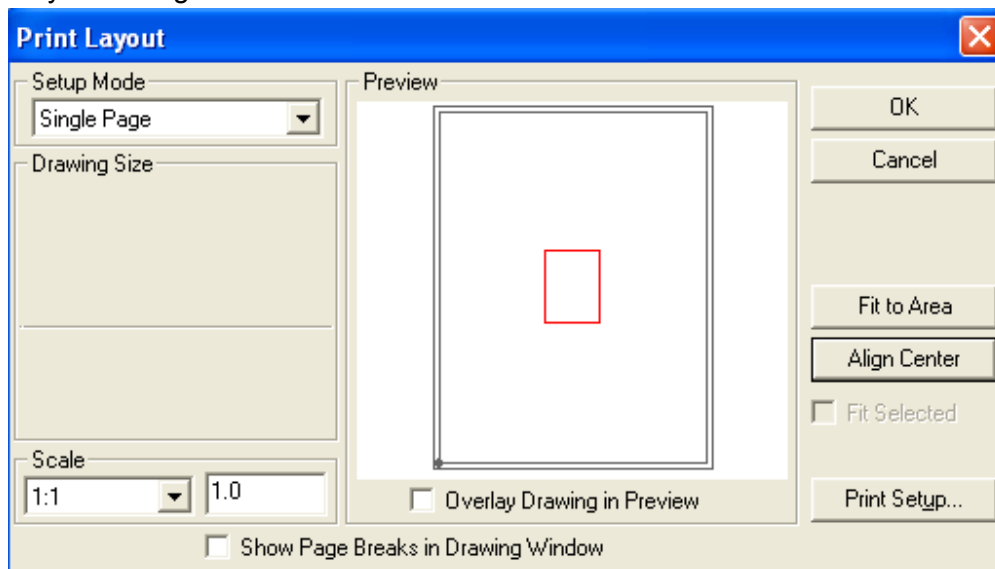 Print Layout
Setup Mode
Single Page
Drawing Size
Scale
1:1
1.0
Preview
Overlay Drawing in Preview
Show Page Breaks in Drawing Window
OK
Cancel
Fit to Area
Align Center
Fit Selected
Print Setup...